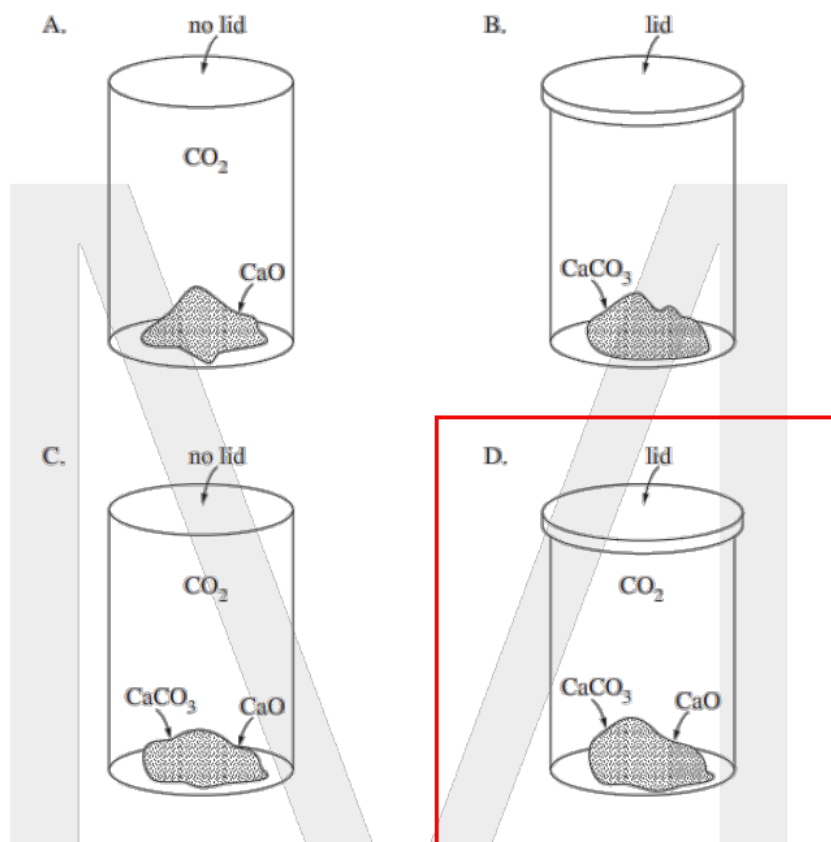 A.
no lid
CO₂
CaO
B.
lid
CaCO₃
C.
no lid
CO₂
CaCO₃
CaO
D.
lid
CO₂
CaCO₃
CaO